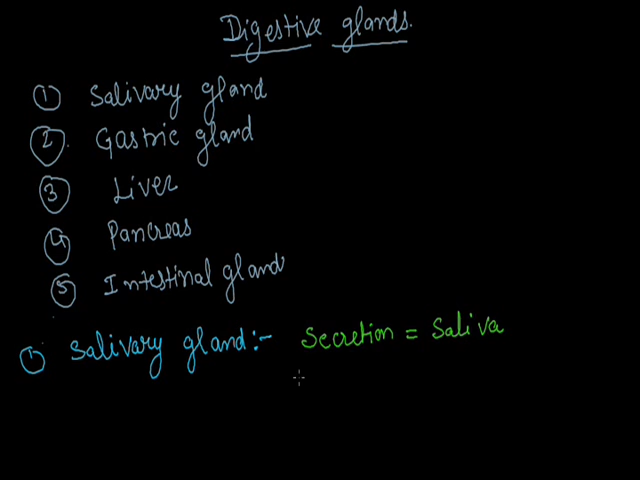 Digestive glands.
① Salivary gland
② Gastric gland
③ Liver
④ Pancreas
⑤ Intestinal gland
① Salivary gland:- Secretion = Saliva